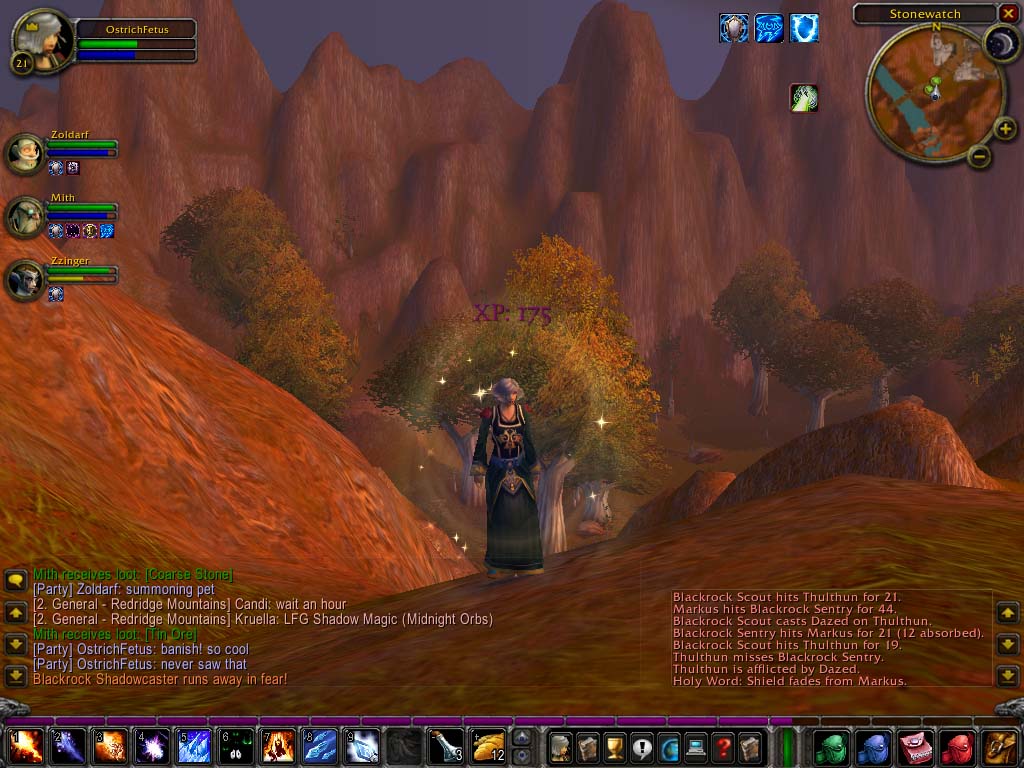 OstrichFetus
21
Stonewatch
N
Zoldarf
Mith
Zzinger
XP: 175
Mith receives loot: [Coarse Stone]
[Party] Zoldarf: summoning pet
[2. General - Redridge Mountains] Candi: wait an hour
[2. General - Redridge Mountains] Kruella: LFG Shadow Magic (Midnight Orbs)
Mith receives loot: [Tin Ore]
[Party] OstrichFetus: banish! so cool
[Party] OstrichFetus: never saw that
Blackrock Shadowcaster runs away in fear!
Blackrock Scout hits Thulthun for 21.
Markus hits Blackrock Sentry for 44.
Blackrock Scout casts Dazed on Thulthun.
Blackrock Sentry hits Markus for 21 (12 absorbed).
Blackrock Scout hits Thulthun for 19.
Thulthun misses Blackrock Sentry.
Thulthun is afflicted by Dazed.
Holy Word: Shield fades from Markus.
1 2 3 4 5 6 7 8 9 3 12